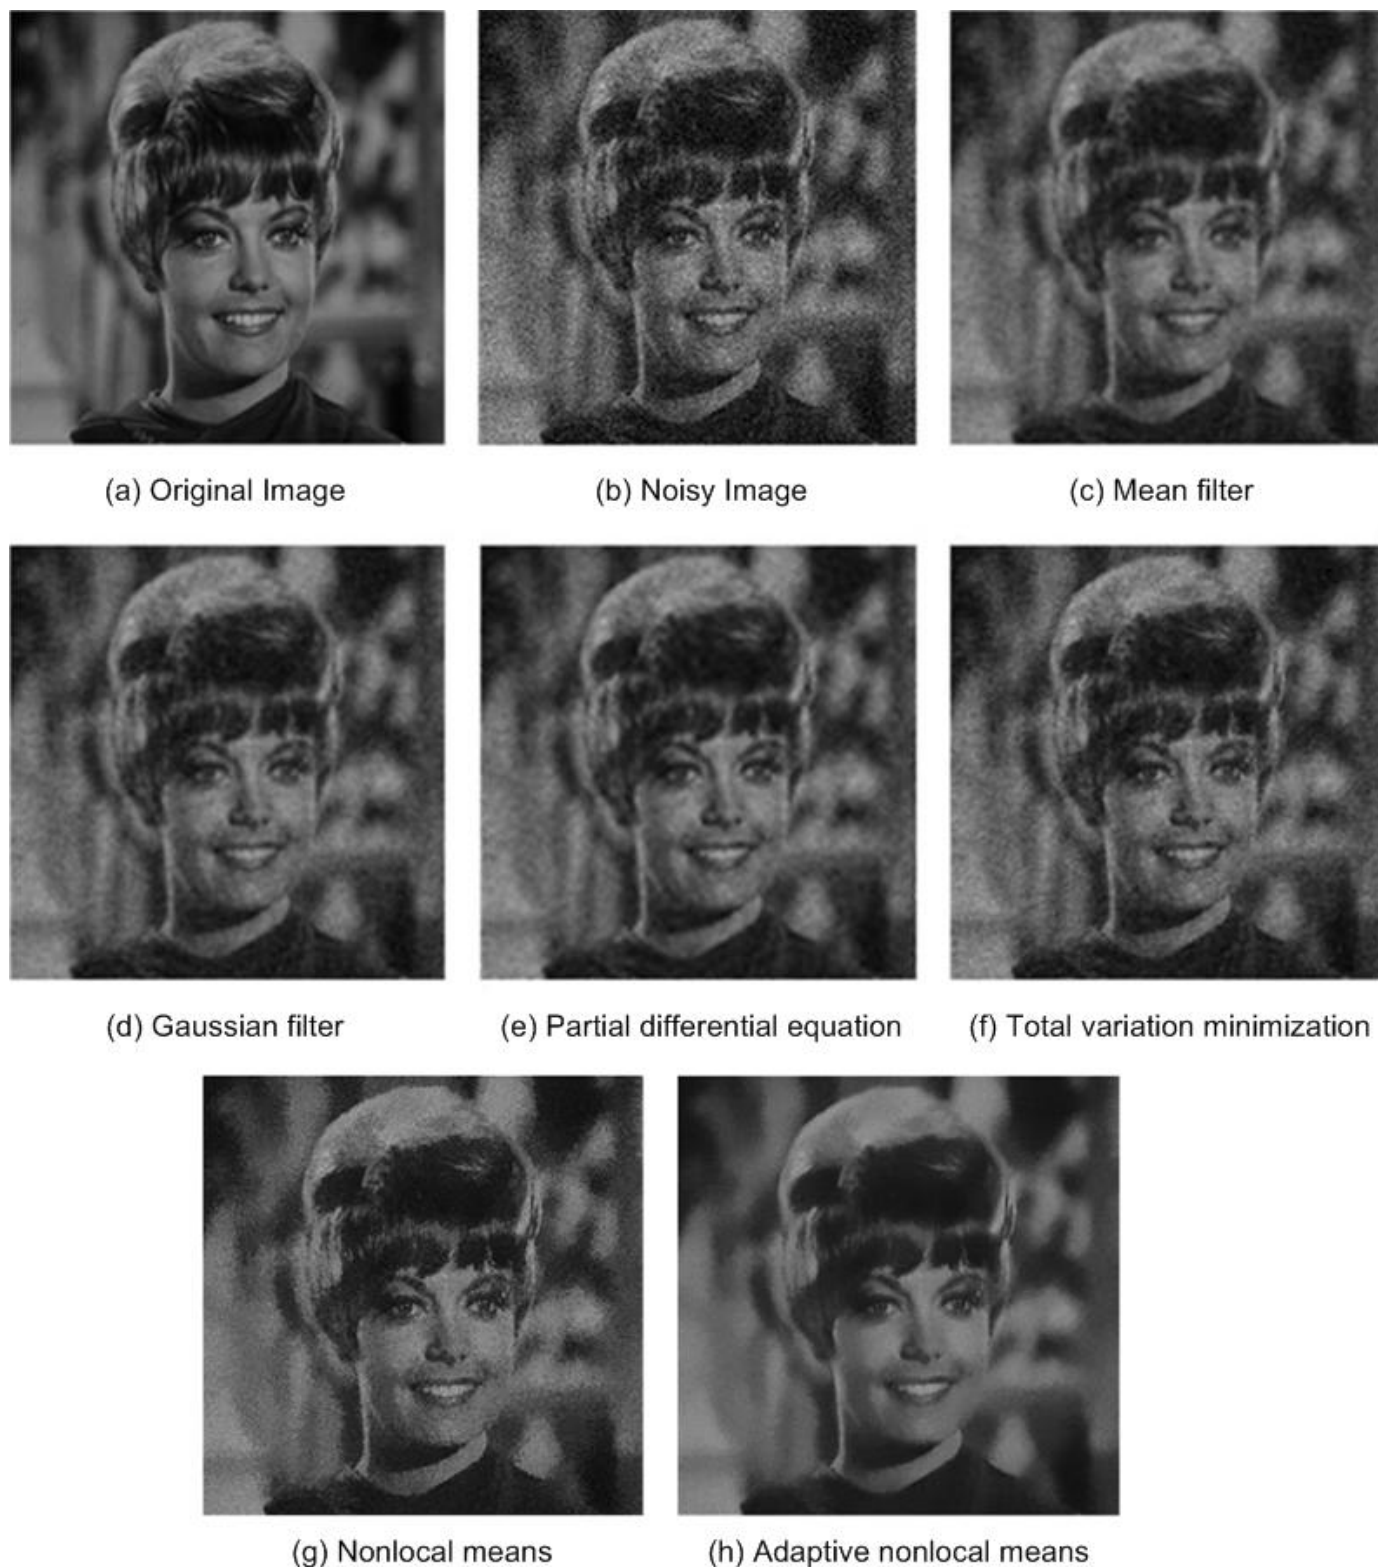 (a) Original Image
(b) Noisy Image
(c) Mean filter
(d) Gaussian filter
(e) Partial differential equation
(f) Total variation minimization
(g) Nonlocal means
(h) Adaptive nonlocal means